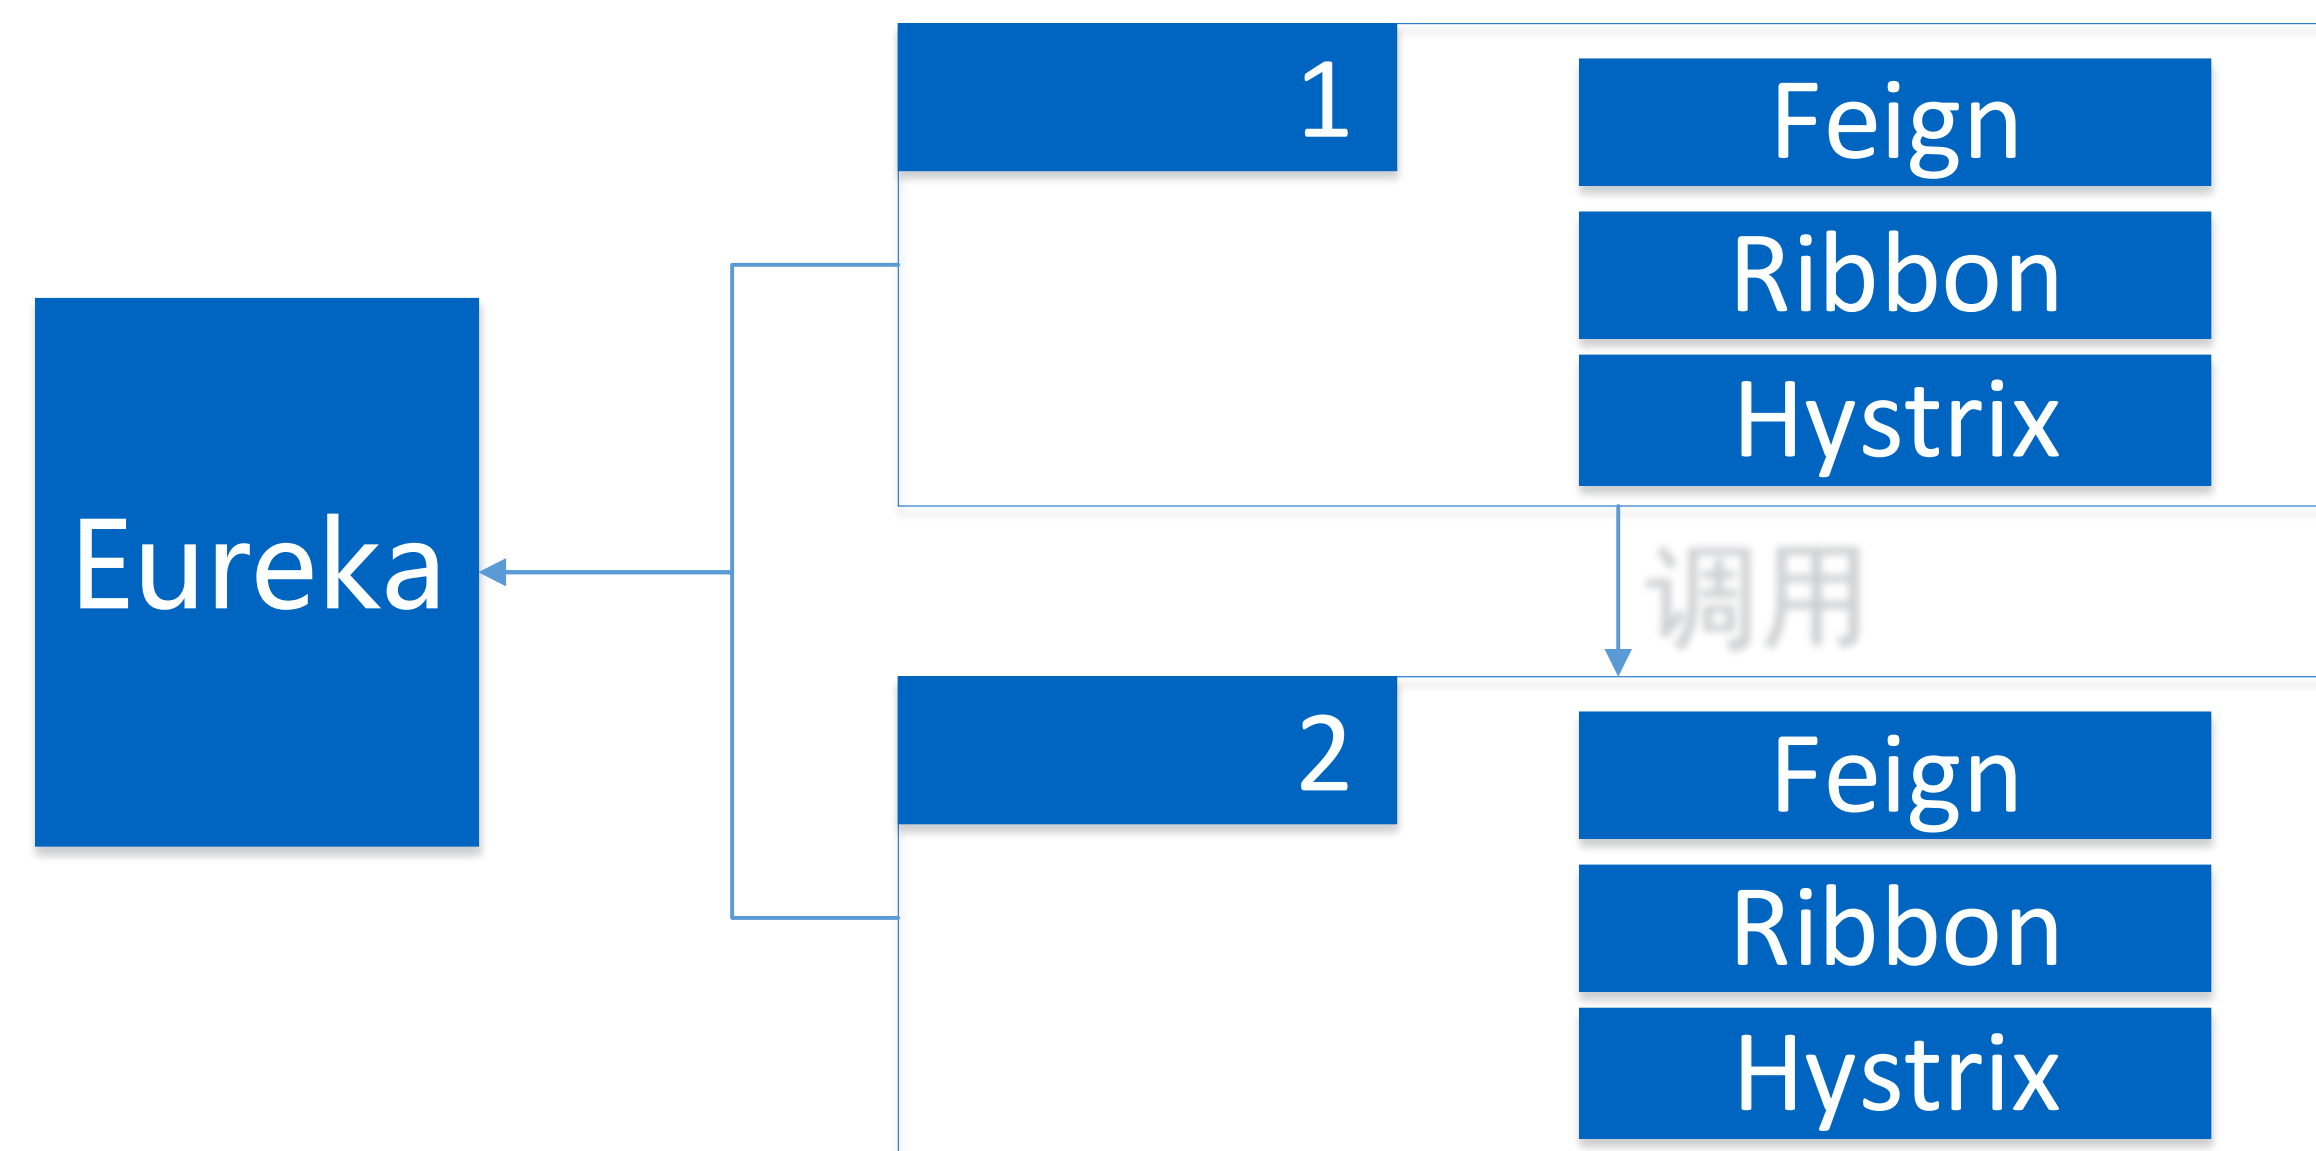 1
Feign
Ribbon
Hystrix
Eureka
调用
2
Feign
Ribbon
Hystrix